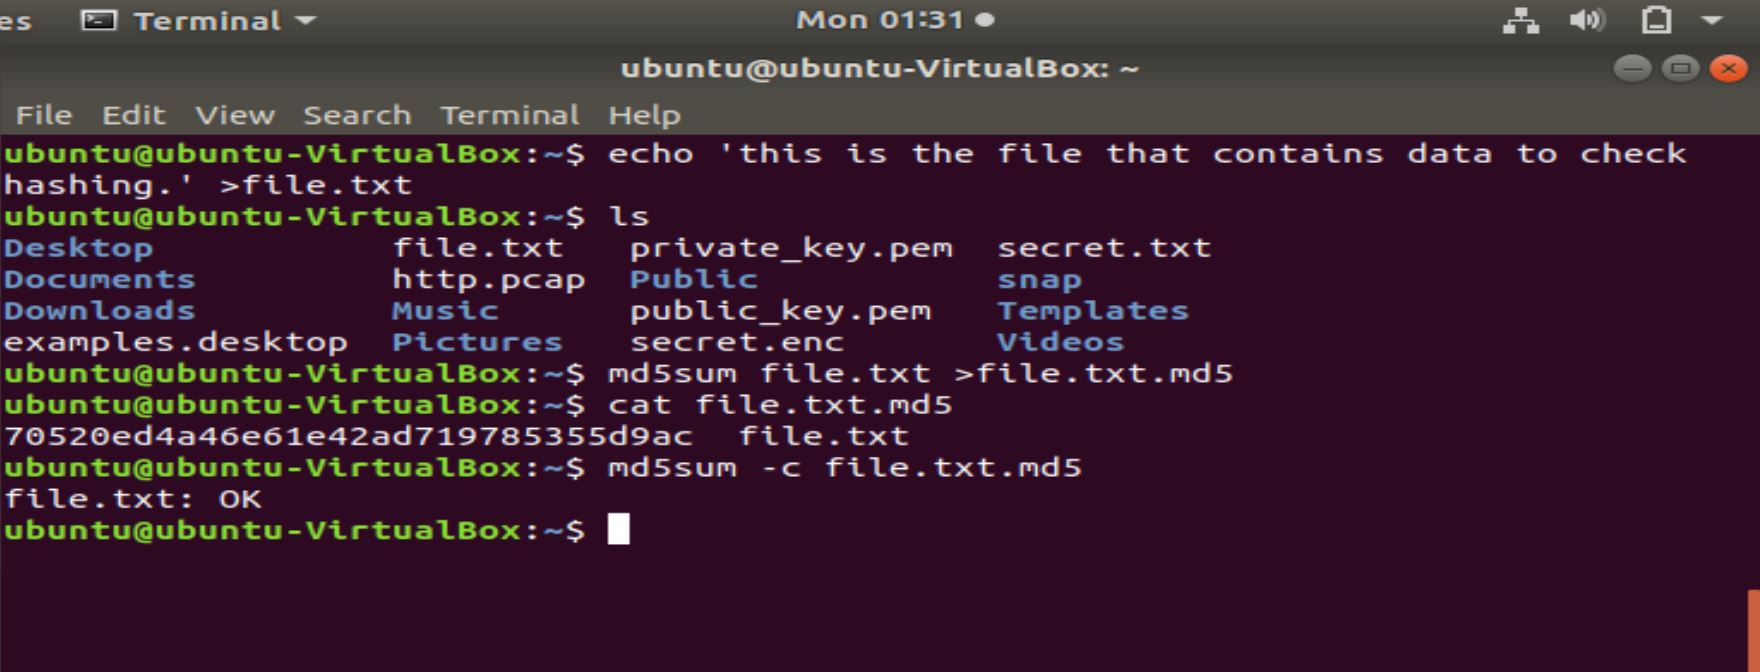 es Terminal Mon 01:31
ubuntu@ubuntu-VirtualBox: ~
File Edit View Search Terminal Help
ubuntu@ubuntu-VirtualBox:~$ echo 'this is the file that contains data to check
hashing.' >file.txt
ubuntu@ubuntu-VirtualBox:~$ ls
Desktop file.txt private_key.pem secret.txt
Documents http.pcap Public snap
Downloads Music public_key.pem Templates
examples.desktop Pictures secret.enc Videos
ubuntu@ubuntu-VirtualBox:~$ md5sum file.txt >file.txt.md5
ubuntu@ubuntu-VirtualBox:~$ cat file.txt.md5
70520ed4a46e61e42ad719785355d9ac file.txt
ubuntu@ubuntu-VirtualBox:~$ md5sum -c file.txt.md5
file.txt: OK
ubuntu@ubuntu-VirtualBox:~$